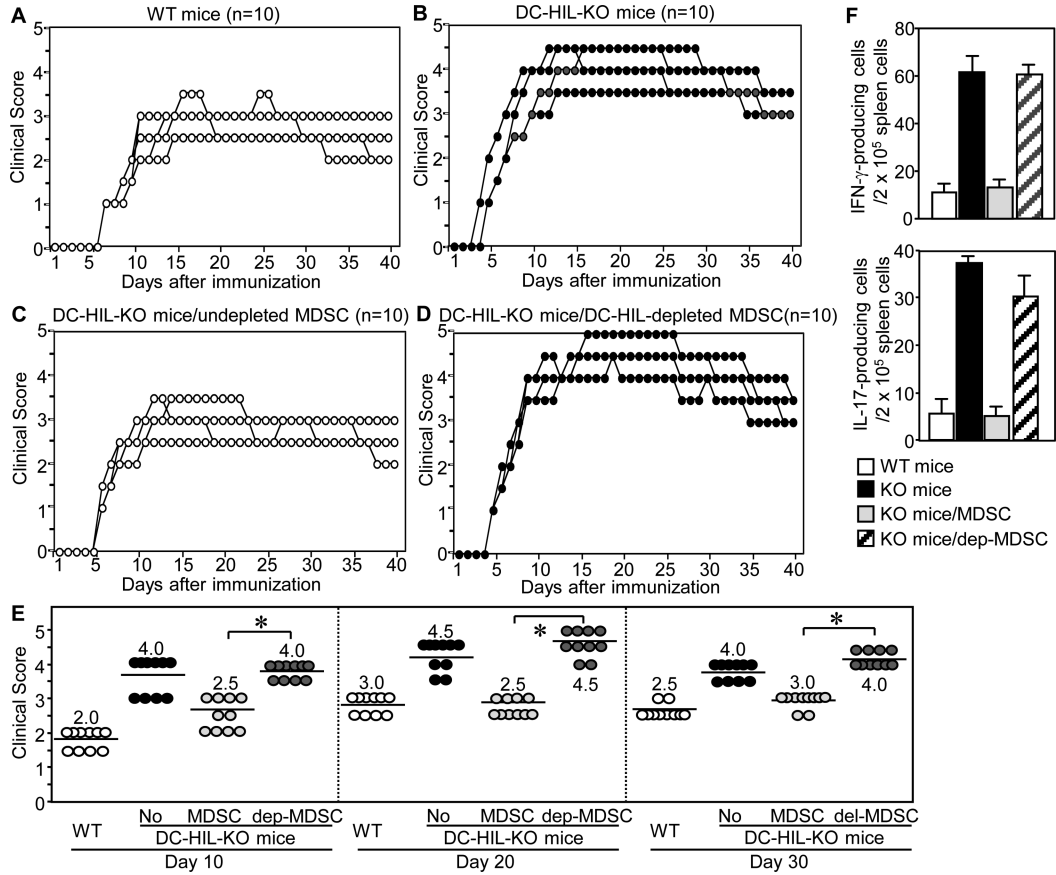 A
WT mice (n=10)
Clinical Score
5
4
3
2
1
0
1 5 10 15 20 25 30 35 40
Days after immunization
B
DC-HIL-KO mice (n=10)
Clinical Score
5
4
3
2
1
0
1 5 10 15 20 25 30 35 40
Days after immunization
C
DC-HIL-KO mice/undepleted MDSC (n=10)
Clinical Score
5
4
3
2
1
0
1 5 10 15 20 25 30 35 40
Days after immunization
D
DC-HIL-KO mice/DC-HIL-depleted MDSC(n=10)
Clinical Score
5
4
3
2
1
0
1 5 10 15 20 25 30 35 40
Days after immunization
E
Clinical Score
5
4
3
2
1
0
2.0
4.0
2.5
*
4.0
3.0
4.5
2.5
*
4.5
2.5
4.0
3.0
*
4.0
WT
No MDSC dep-MDSC
DC-HIL-KO mice
Day 10
WT
No MDSC dep-MDSC
DC-HIL-KO mice
Day 20
WT
No MDSC del-MDSC
DC-HIL-KO mice
Day 30
F
IFN-γ-producing cells
/2 x 10⁵ spleen cells
80
60
40
20
0
IL-17-producing cells
/2 x 10⁵ spleen cells
40
30
20
10
0
WT mice
KO mice
KO mice/MDSC
KO mice/dep-MDSC